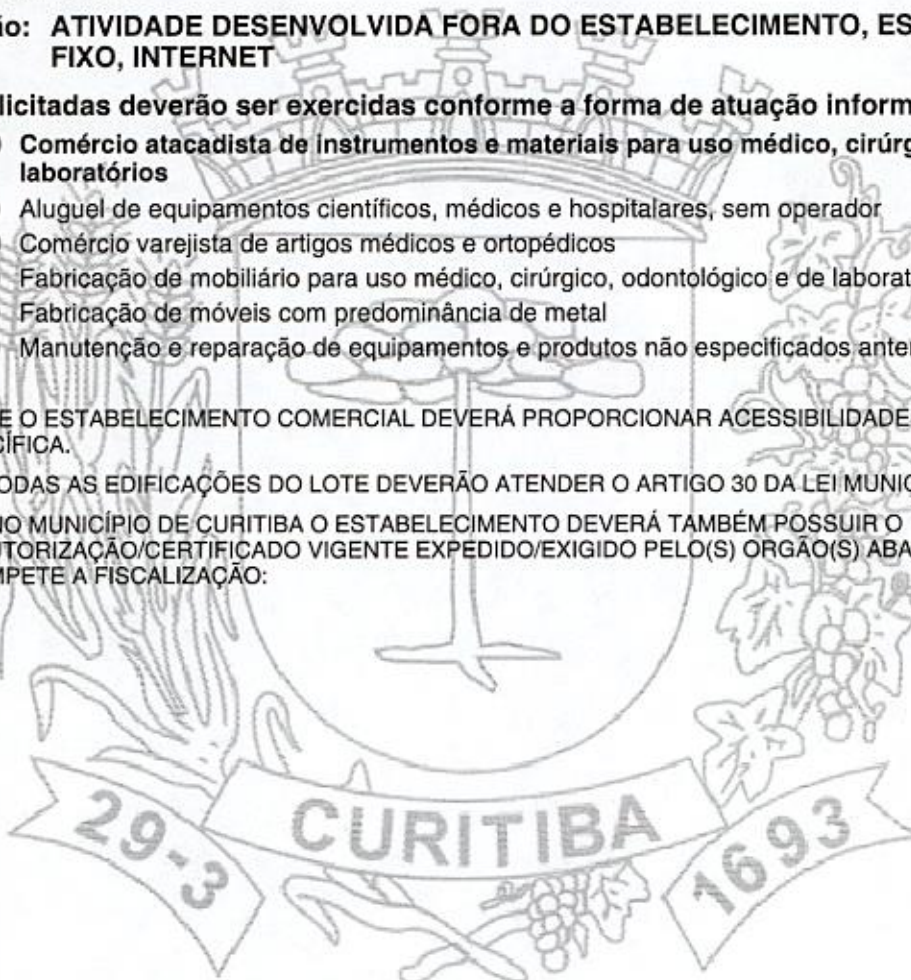 ão: ATIVIDADE DESENVOLVIDA FORA DO ESTABELECIMENTO, ES
FIXO, INTERNET
licitadas deverão ser exercidas conforme a forma de atuação inform
Comércio atacadista de instrumentos e materiais para uso médico, cirúrg
laboratórios
Aluguel de equipamentos científicos, médicos e hospitalares, sem operador
Comércio varejista de artigos médicos e ortopédicos
Fabricação de mobiliário para uso médico, cirúrgico, odontológico e de laborat
Fabricação de móveis com predominância de metal
Manutenção e reparação de equipamentos e produtos não especificados anter
E O ESTABELECIMENTO COMERCIAL DEVERÁ PROPORCIONAR ACESSIBILIDADE
CÍFICA.
ODAS AS EDIFICAÇÕES DO LOTE DEVERÃO ATENDER O ARTIGO 30 DA LEI MUNIC
NO MUNICÍPIO DE CURITIBA O ESTABELECIMENTO DEVERÁ TAMBÉM POSSUIR O
UTORIZAÇÃO/CERTIFICADO VIGENTE EXPEDIDO/EXIGIDO PELO(S) ORGÃO(S) ABA
MPETE A FISCALIZAÇÃO:
29-3 CURITIBA 1693